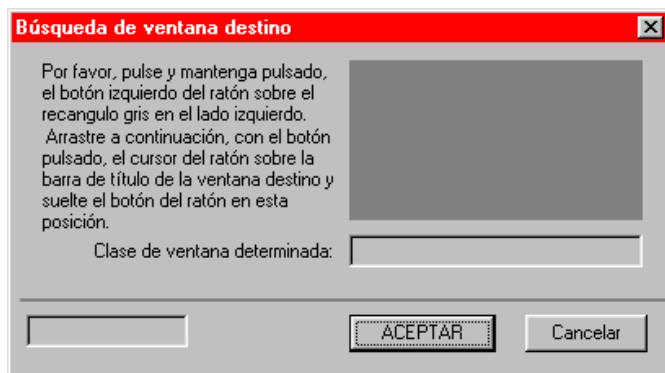 Búsqueda de ventana destino
Por favor, pulse y mantenga pulsado,
el botón izquierdo del ratón sobre el
recangulo gris en el lado izquierdo.
Arrastre a continuación, con el botón
pulsado, el cursor del ratón sobre la
barra de título de la ventana destino y
suelte el botón del ratón en esta
posición.
Clase de ventana determinada:
ACEPTAR
Cancelar